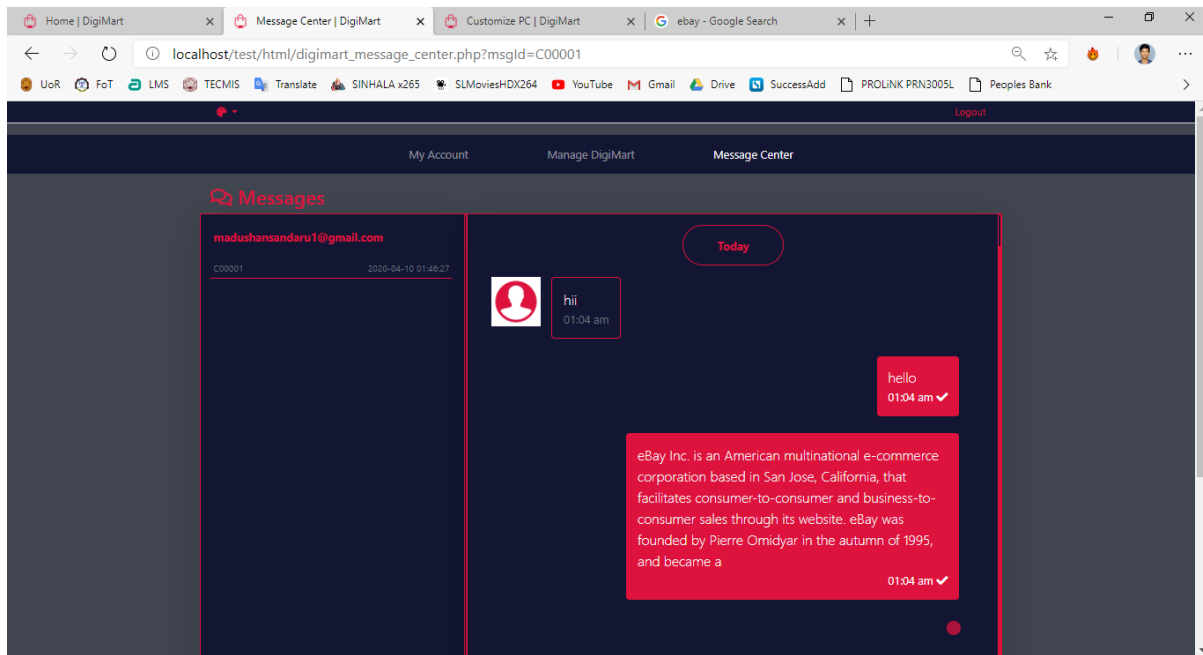 Home | DigiMart
Message Center | DigiMart
Customize PC | DigiMart
ebay - Google Search
localhost/test/html/digimart_message_center.php?msgId=C00001
UoR FoT LMS TECMIS Translate SINHALA x265 SLMoviesHDX264 YouTube Gmail Drive SuccessAdd PROLiNK PRN3005L Peoples Bank
Logout
My Account Manage DigiMart Message Center
Messages
madushansandaru1@gmail.com
C00001 2020-04-10 01:46:27
Today
hii
01:04 am
hello
01:04 am
eBay Inc. is an American multinational e-commerce
corporation based in San Jose, California, that
facilitates consumer-to-consumer and business-to-
consumer sales through its website. eBay was
founded by Pierre Omidyar in the autumn of 1995,
and became a
01:04 am